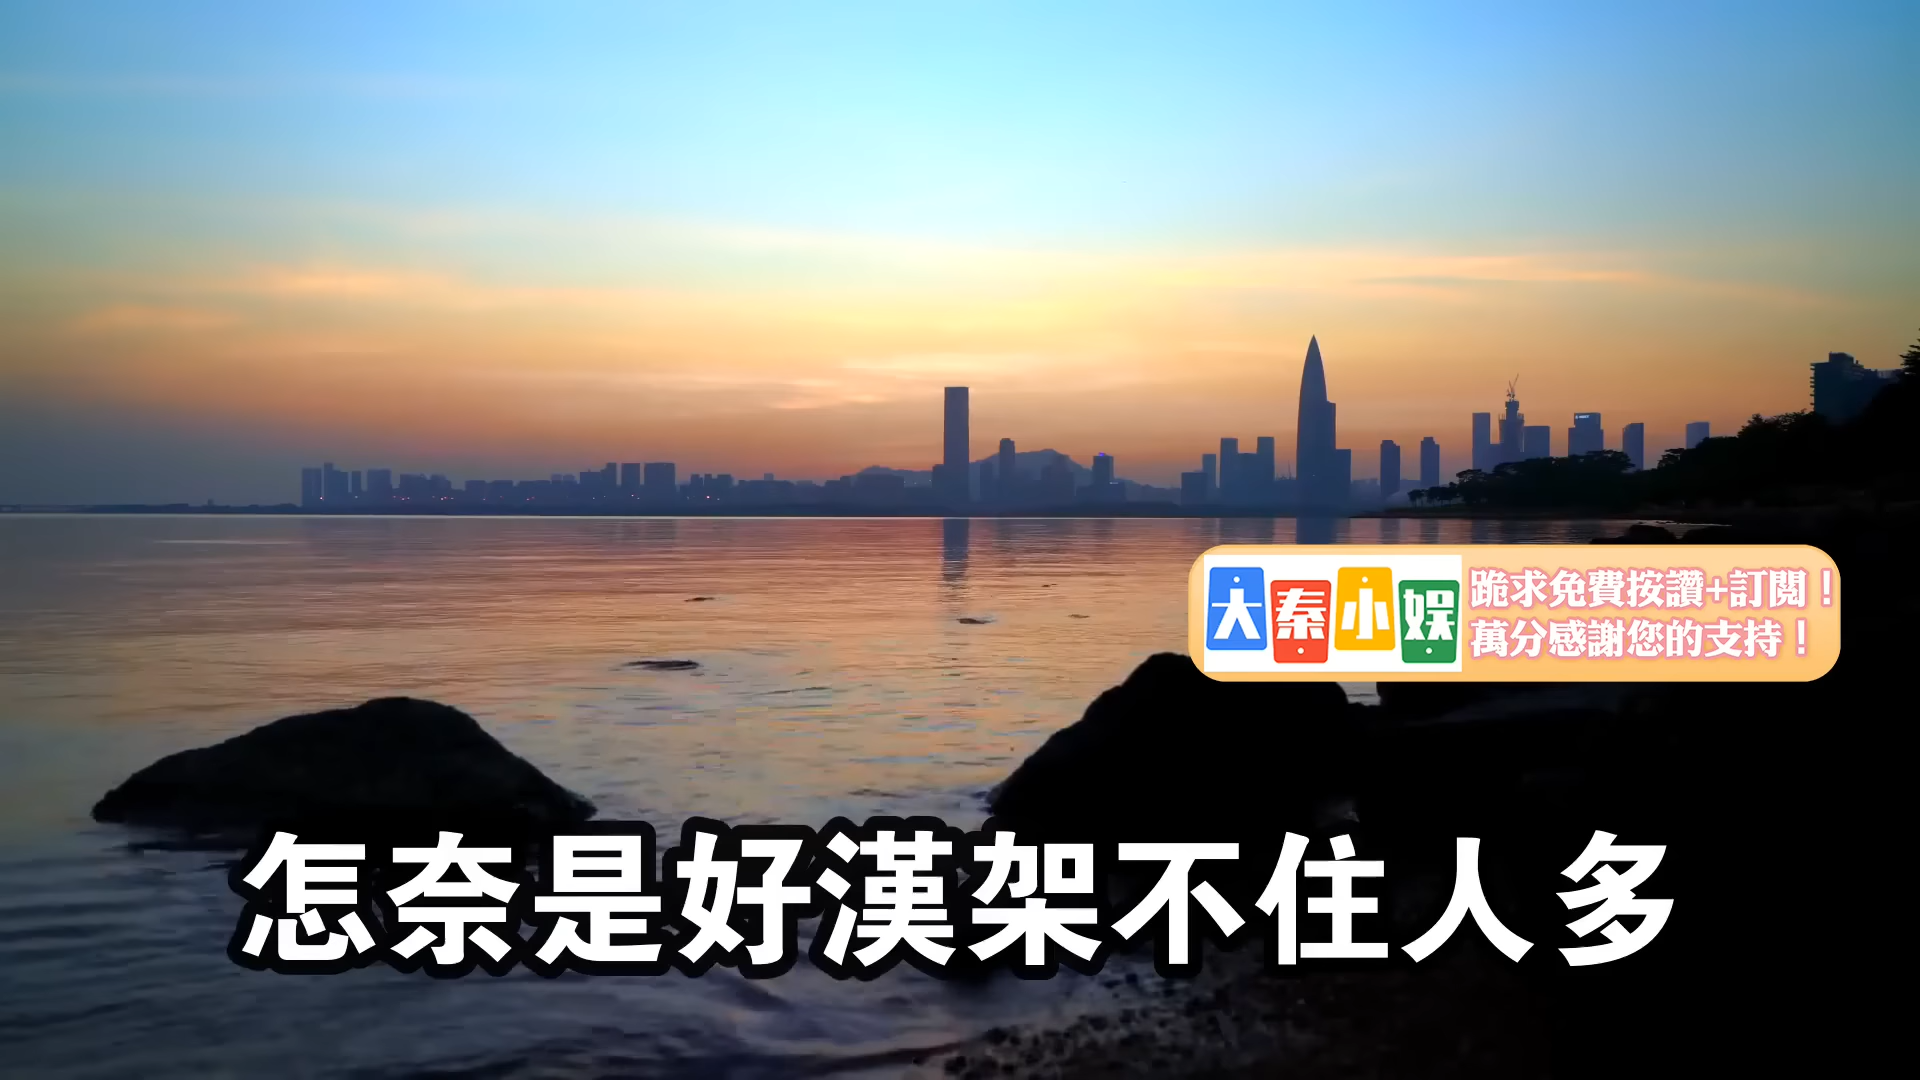 大秦小娱
跪求免費按讚+訂閱！
萬分感謝您的支持！
怎奈是好漢架不住人多